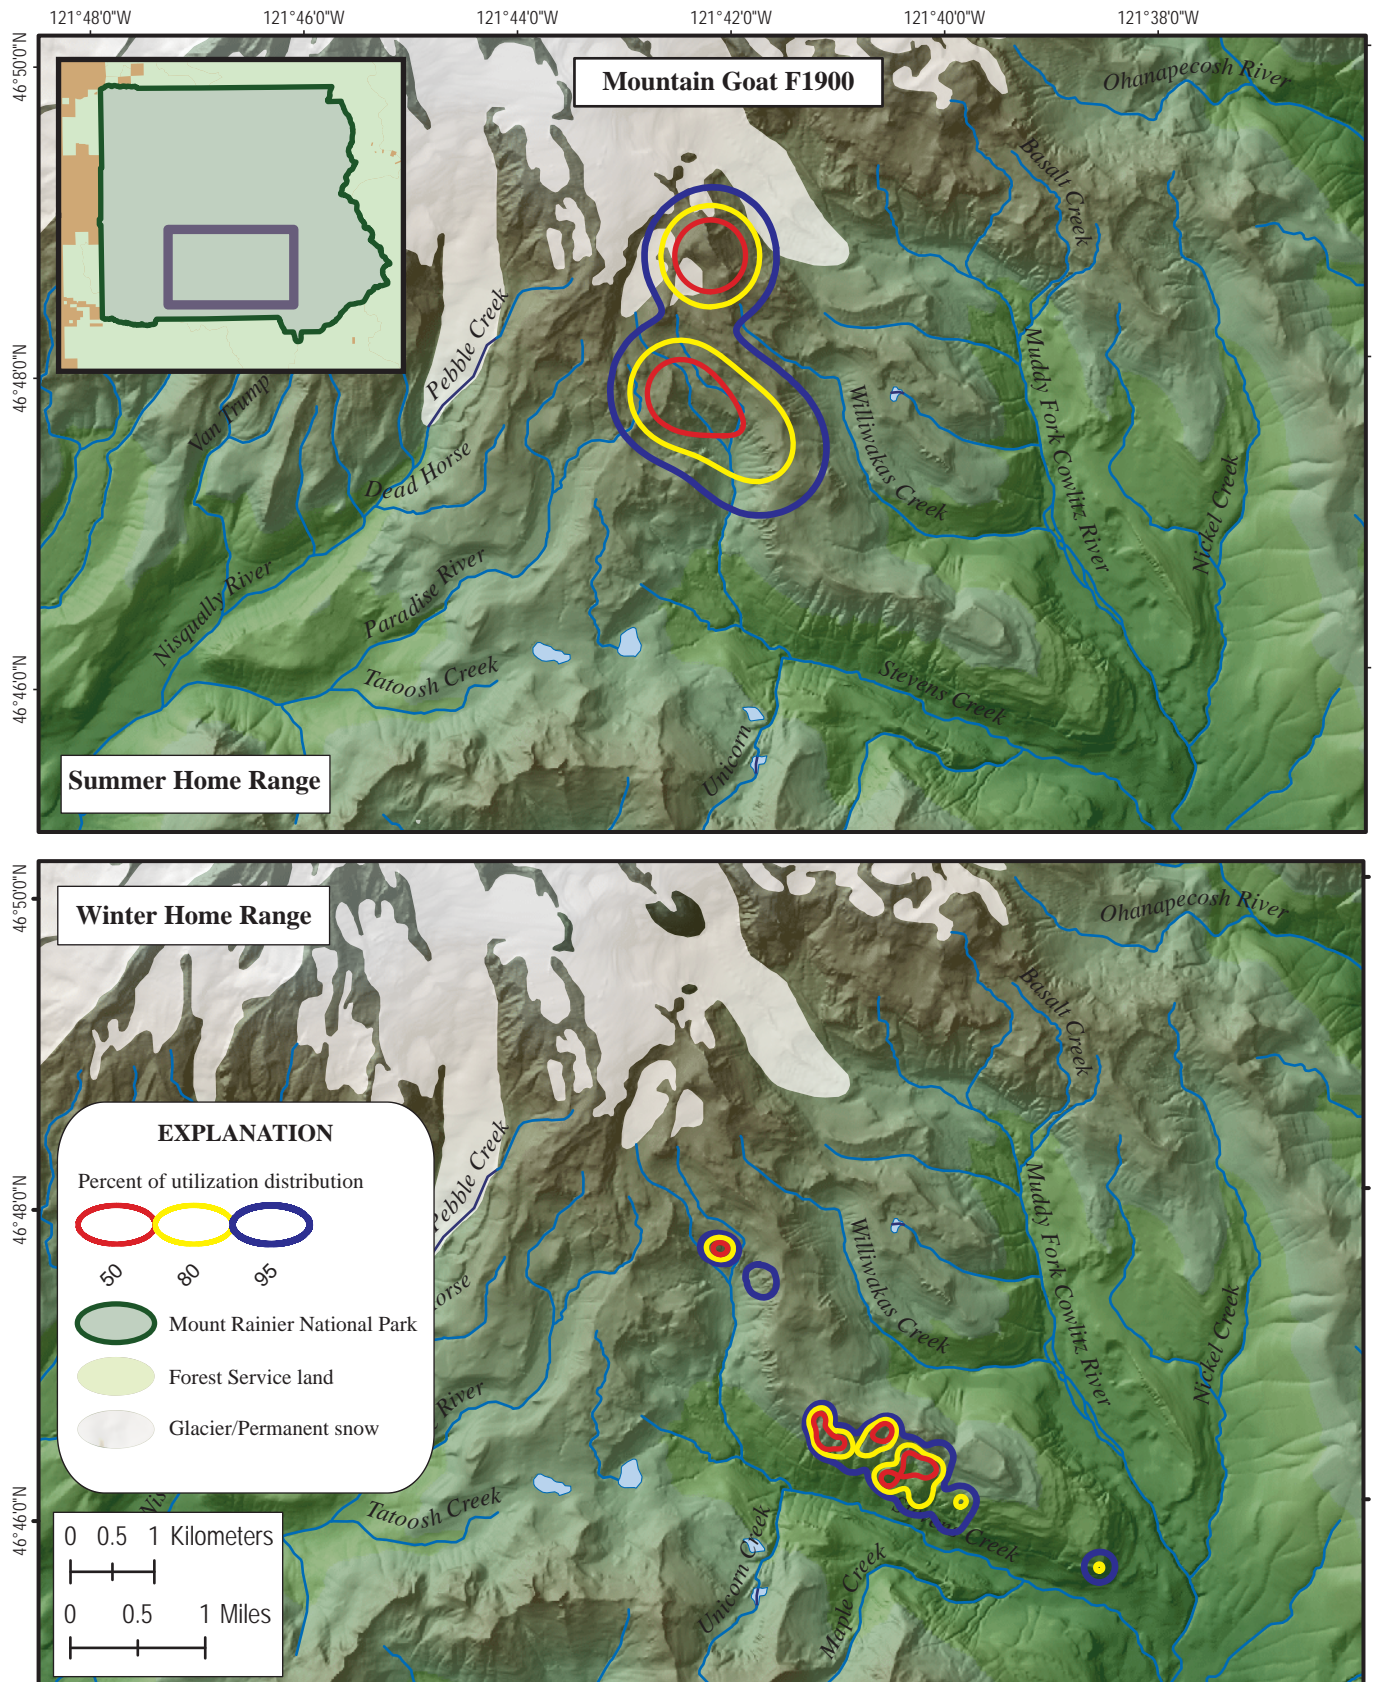 121°48'0"W 121°46'0"W 121°44'0"W 121°42'0"W 121°40'0"W 121°38'0"W
46°50'0"N
Mountain Goat F1900
Ohanapecosh River
Basalt Creek
Pebble Creek
46°48'0"N
Van Trump
Muddy Fork Cowlitz River
Williwakas Creek
Dead Horse
Nickel Creek
Paradise River
Nisqually River
Tatoosh Creek
Stevens Creek
46°46'0"N
Unicorn
Summer Home Range
46°50'0"N
Winter Home Range
Ohanapecosh River
Basalt Creek
EXPLANATION
Percent of utilization distribution
50 80 95
Mount Rainier National Park
Forest Service land
Glacier/Permanent snow
Pebble Creek
46°48'0"N
Muddy Fork Cowlitz River
Williwakas Creek
orse
Nickel Creek
River
Nis
Tatoosh Creek
Creek
46°46'0"N
Unicorn Creek
Maple Creek
0 0.5 1 Kilometers
0 0.5 1 Miles